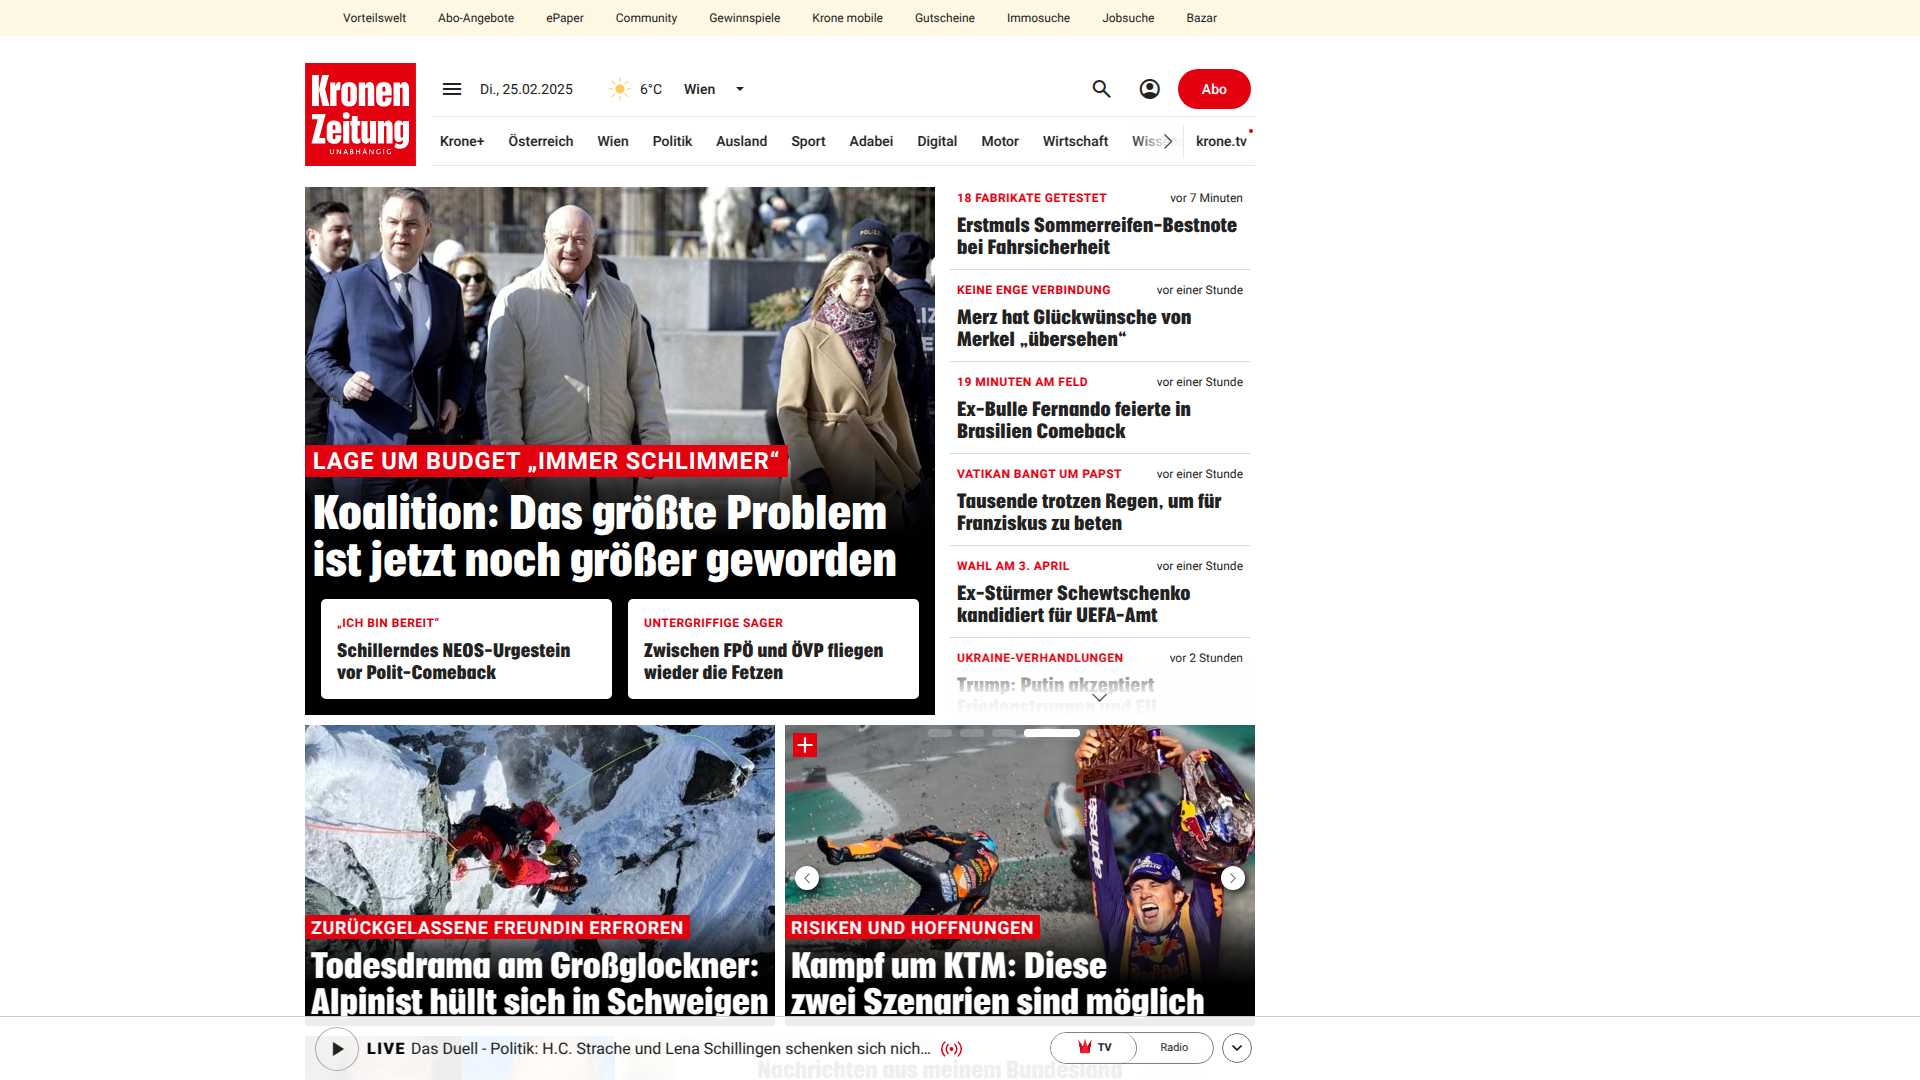 Vorteilswelt Abo-Angebote ePaper Community Gewinnspiele Krone mobile Gutscheine Immosuche Jobsuche Bazar
Kronen
Zeitung
UNABHÄNGIG
Di., 25.02.2025 6°C Wien
Abo
Krone+ Österreich Wien Politik Ausland Sport Adabei Digital Motor Wirtschaft krone.tv
POLICE
LAGE UM BUDGET „IMMER SCHLIMMER“
Koalition: Das größte Problem
ist jetzt noch größer geworden
„ICH BIN BEREIT“
Schillerndes NEOS-Urgestein
vor Polit-Comeback
UNTERGRIFFIGE SAGER
Zwischen FPÖ und ÖVP fliegen
wieder die Fetzen
18 FABRIKATE GETESTET vor 7 Minuten
Erstmals Sommerreifen-Bestnote
bei Fahrsicherheit
KEINE ENGE VERBINDUNG vor einer Stunde
Merz hat Glückwünsche von
Merkel „übersehen“
19 MINUTEN AM FELD vor einer Stunde
Ex-Bulle Fernando feierte in
Brasilien Comeback
VATIKAN BANGT UM PAPST vor einer Stunde
Tausende trotzen Regen, um für
Franziskus zu beten
WAHL AM 3. APRIL vor einer Stunde
Ex-Stürmer Schewtschenko
kandidiert für UEFA-Amt
UKRAINE-VERHANDLUNGEN vor 2 Stunden
Trump: Putin akzeptiert
Friedenstruppen und EU
ZURÜCKGELASSENE FREUNDIN ERFROREN
Todesdrama am Großglockner:
Alpinist hüllt sich in Schweigen
alpinestars
Red Bull
RISIKEN UND HOFFNUNGEN
Kampf um KTM: Diese
zwei Szenarien sind möglich
LIVE Das Duell - Politik: H.C. Strache und Lena Schillingen schenken sich nich...
TV Radio
Nachrichten aus meinem Bundesland